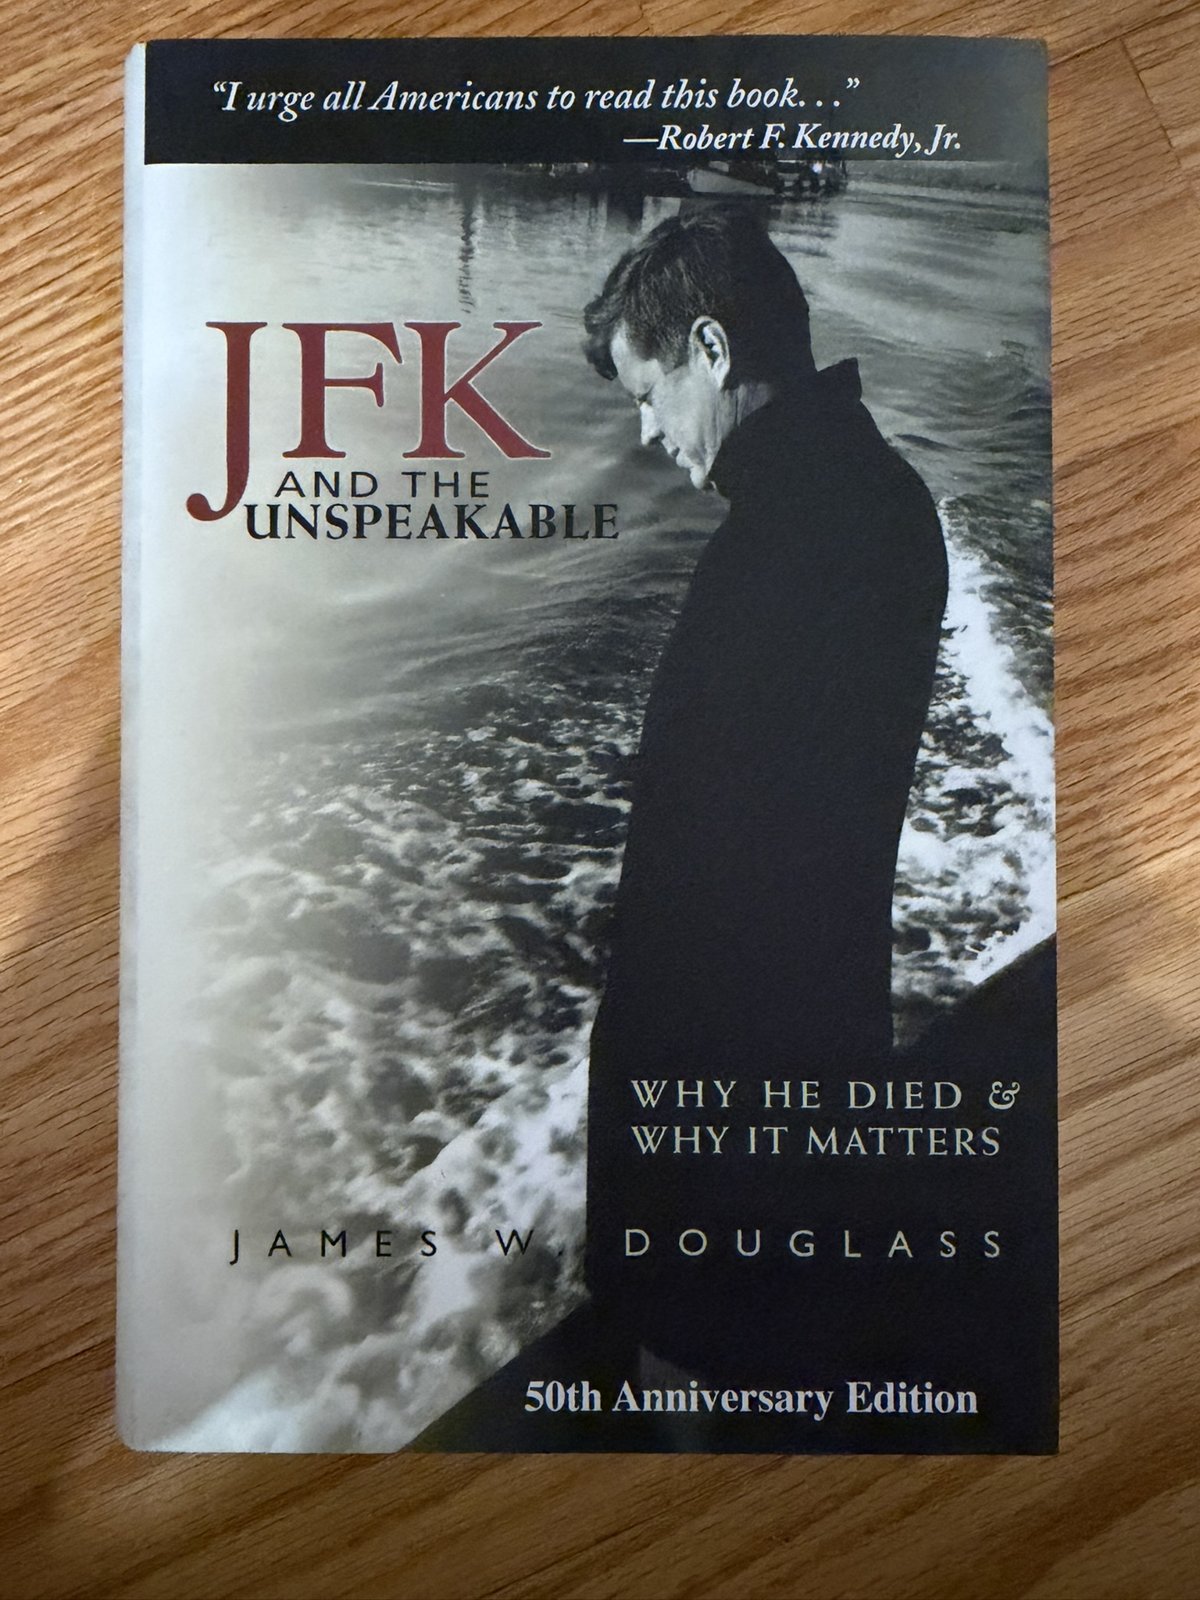 “I urge all Americans to read this book. . .”
—Robert F. Kennedy, Jr.
JFK
AND THE
UNSPEAKABLE
WHY HE DIED &
WHY IT MATTERS
JAMES W. DOUGLASS
50th Anniversary Edition